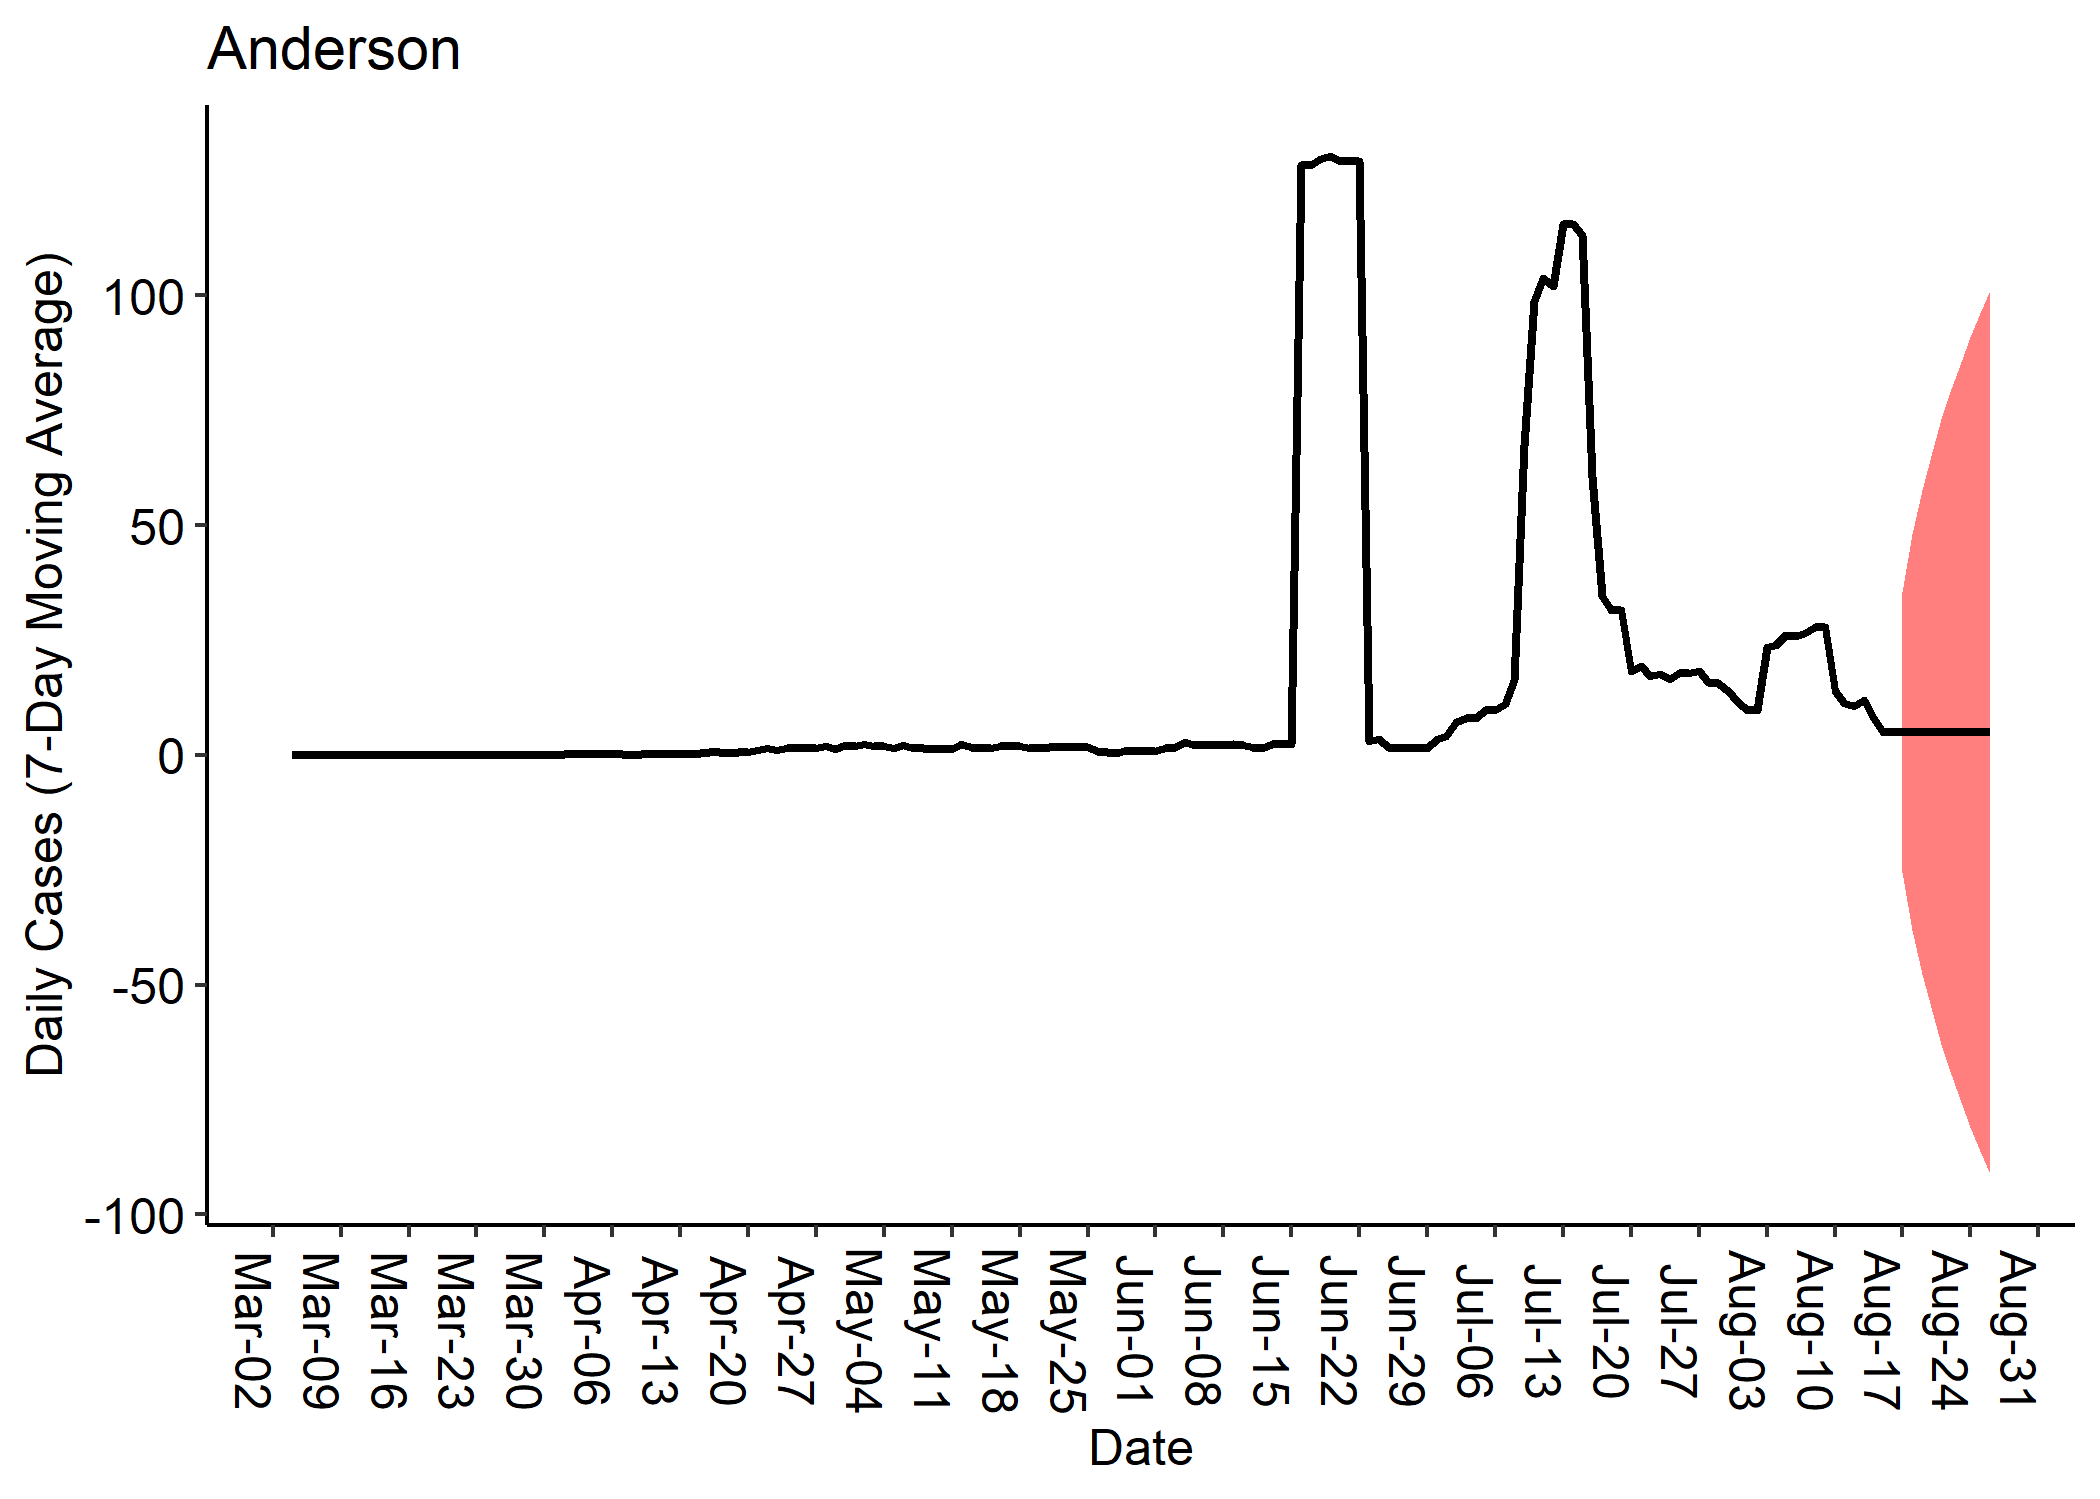 Anderson
Daily Cases (7-Day Moving Average)
100
50
0
-50
-100
Mar-02
Mar-09
Mar-16
Mar-23
Mar-30
Apr-06
Apr-13
Apr-20
Apr-27
May-04
May-11
May-18
May-25
Jun-01
Jun-08
Jun-15
Jun-22
Jun-29
Jul-06
Jul-13
Jul-20
Jul-27
Aug-03
Aug-10
Aug-17
Aug-24
Aug-31
Date